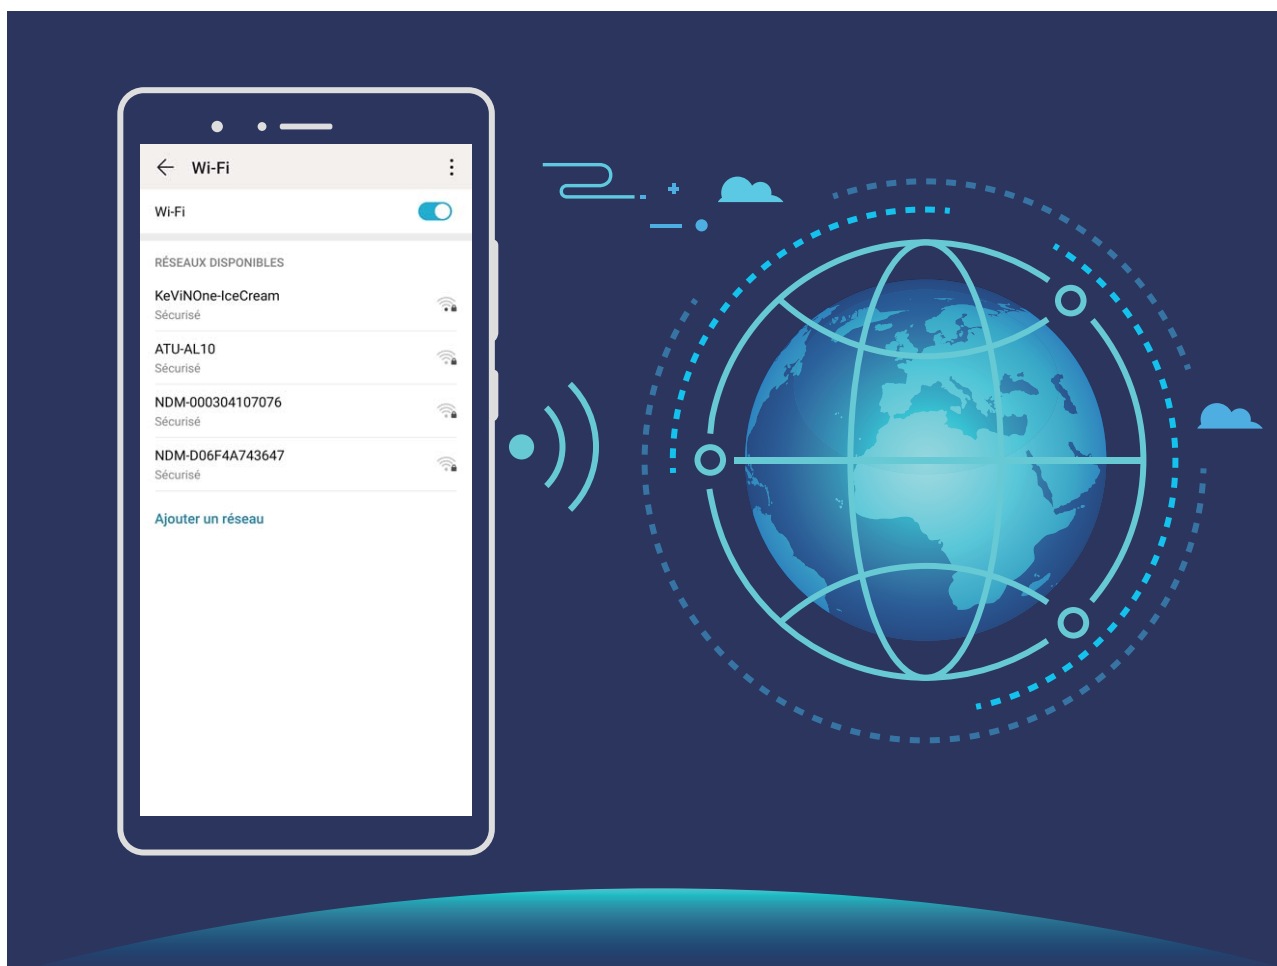 Wi-Fi
Wi-Fi
RÉSEAUX DISPONIBLES
KeViNOne-IceCream
Sécurisé
ATU-AL10
Sécurisé
NDM-000304107076
Sécurisé
NDM-D06F4A743647
Sécurisé
Ajouter un réseau